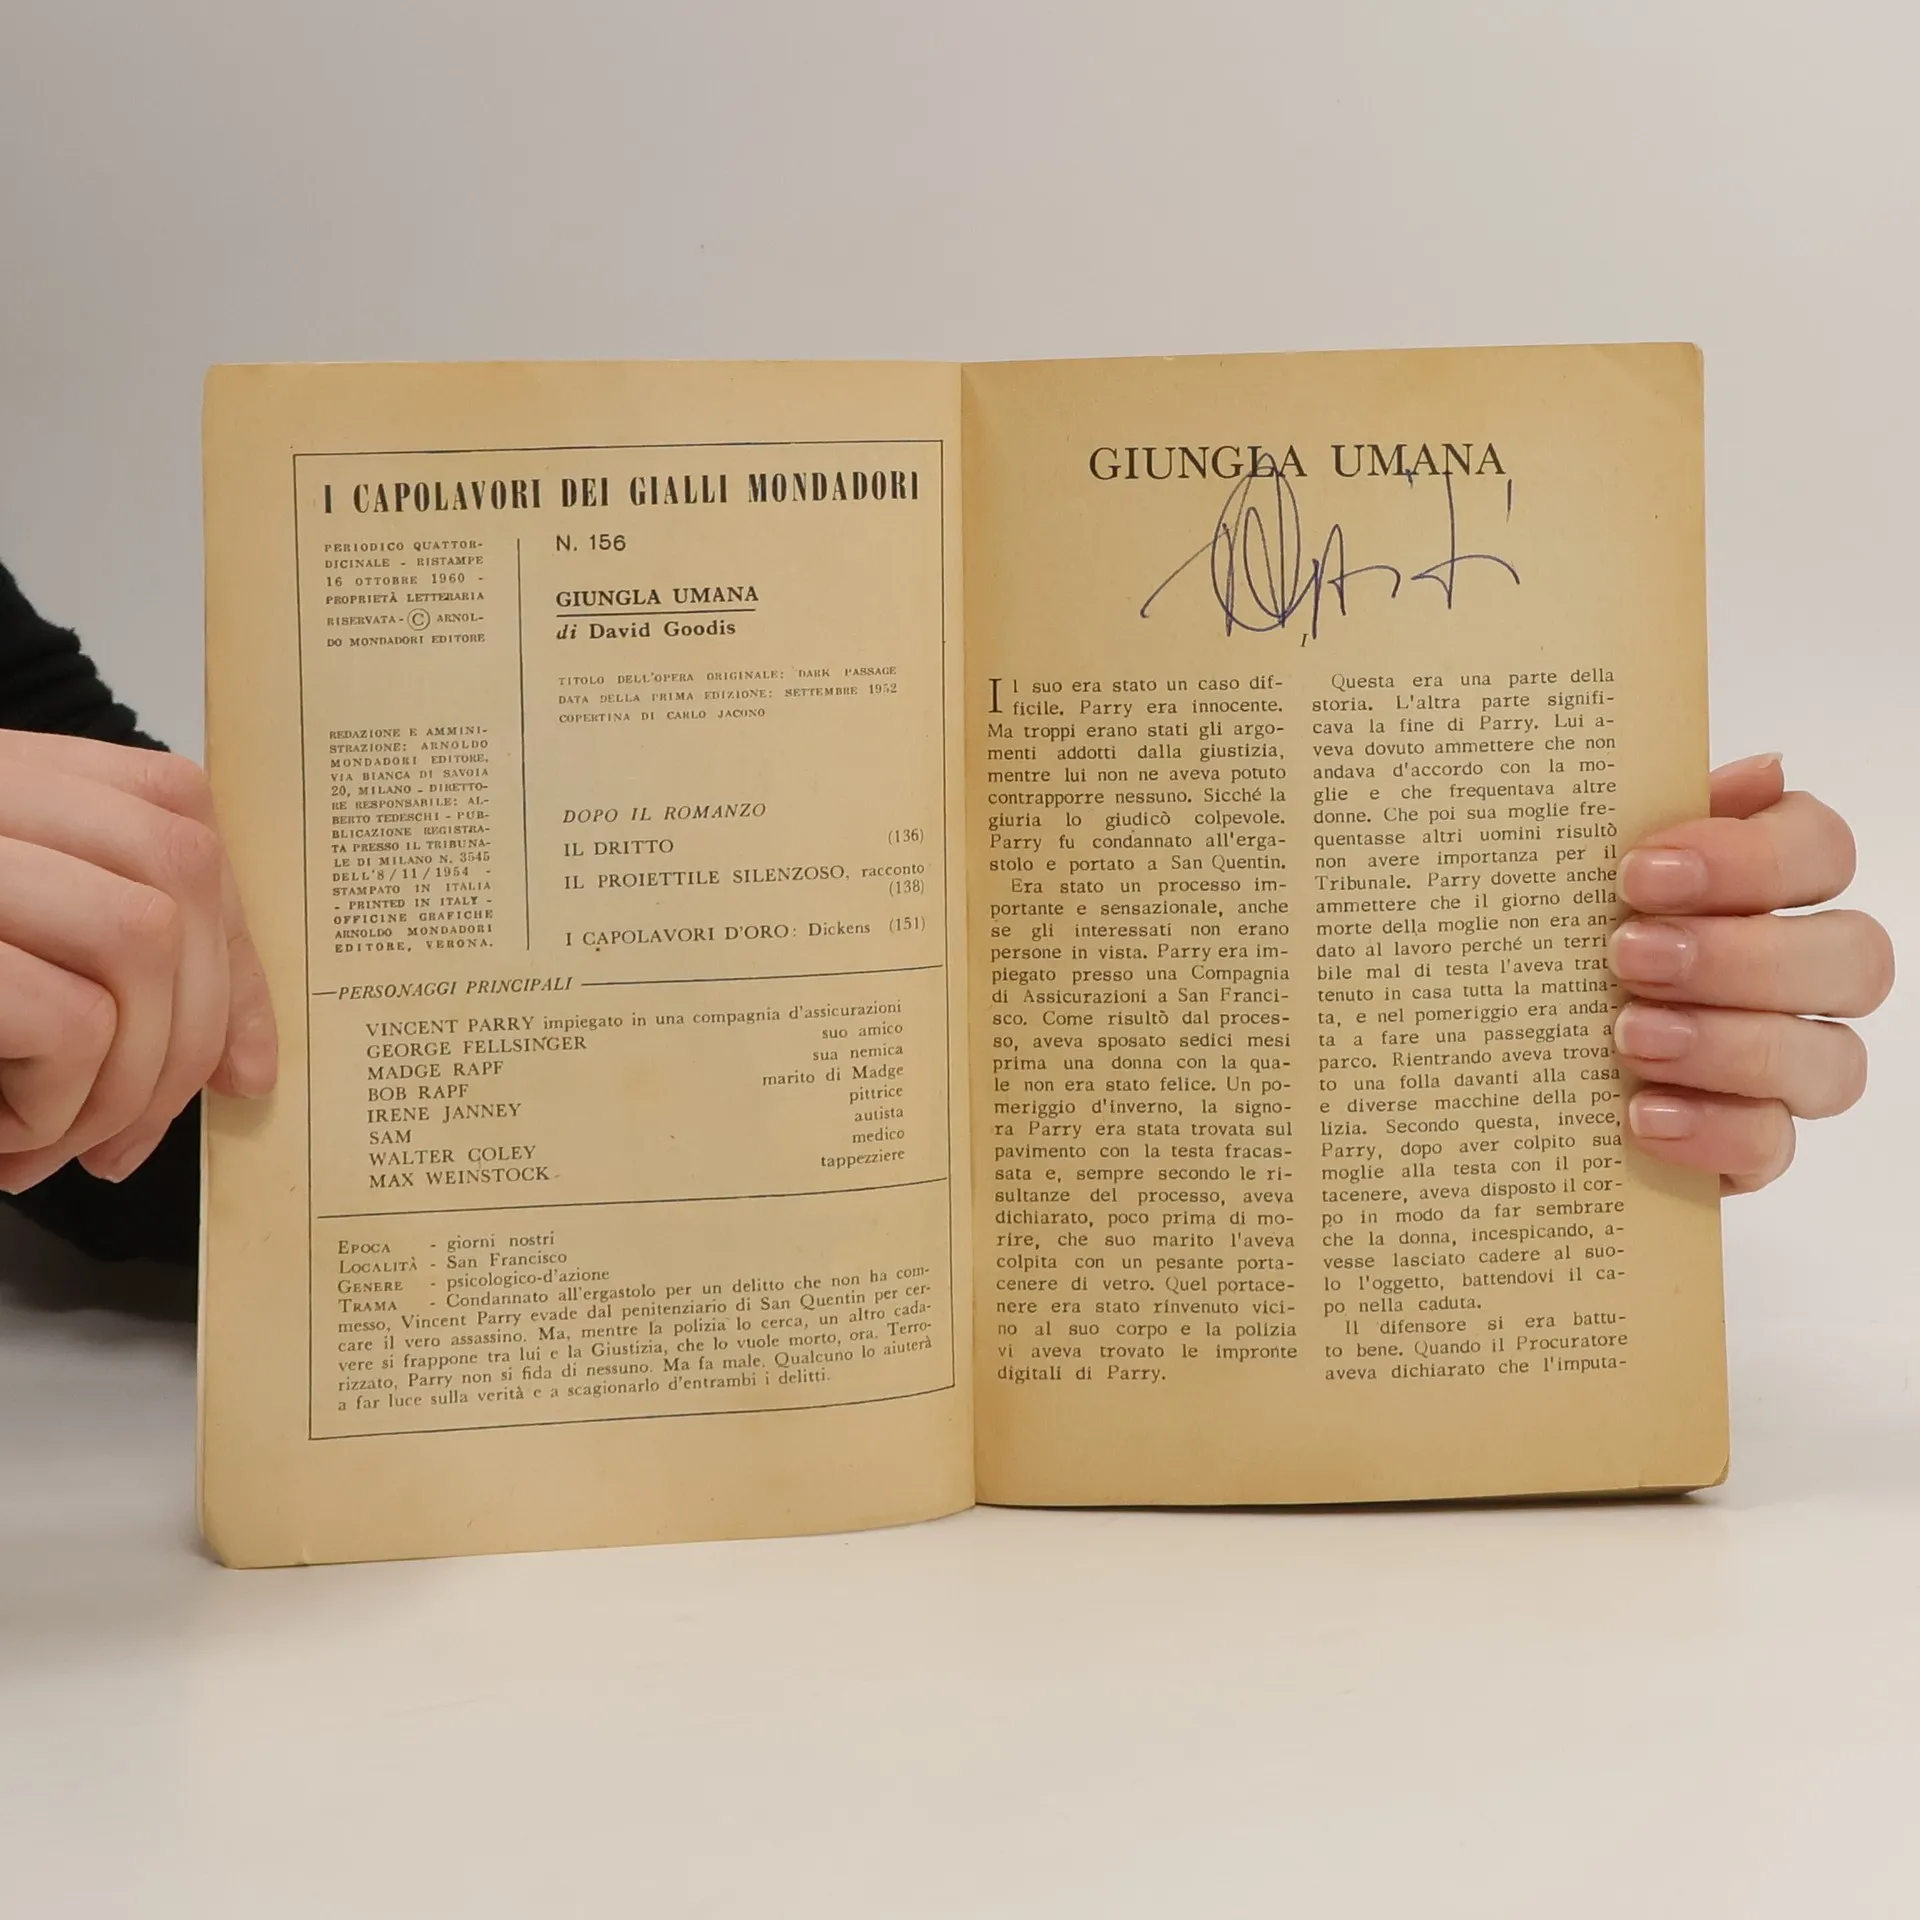 I CAPOLAVORI DEI GIALLI MONDADORI
PERIODICO QUATTOR-
DICINALE - RISTAMPE
16 OTTOBRE 1960 -
PROPRIETÀ LETTERARIA
RISERVATA - © ARNOL-
DO MONDADORI EDITORE
REDAZIONE E AMMINI-
STRAZIONE: ARNOLDO
MONDADORI EDITORE,
VIA BIANCA DI SAVOIA
20, MILANO - DIRETTO-
RE RESPONSABILE: AL-
BERTO TEDESCHI - PUB-
BLICAZIONE REGISTRA-
TA PRESSO IL TRIBUNA-
LE DI MILANO N. 3545
DELL'8/11/1954 -
STAMPATO IN ITALIA
- PRINTED IN ITALY -
OFFICINE GRAFICHE
ARNOLDO MONDADORI
EDITORE, VERONA.
N. 156
GIUNGLA UMANA
di David Goodis
TITOLO DELL'OPERA ORIGINALE: DARK PASSAGE
DATA DELLA PRIMA EDIZIONE: SETTEMBRE 1952
COPERTINA DI CARLO JACONO
DOPO IL ROMANZO
IL DRITTO (136)
IL PROIETTILE SILENZOSO, racconto
(138)
I CAPOLAVORI D'ORO: Dickens (151)
PERSONAGGI PRINCIPALI
VINCENT PARRY impiegato in una compagnia d'assicurazioni
GEORGE FELLSINGER suo amico
MADGE RAPF sua nemica
BOB RAPF marito di Madge
IRENE JANNEY pittrice
SAM autista
WALTER COLEY medico
MAX WEINSTOCK tappezziere
EPOCA - giorni nostri
LOCALITÀ - San Francisco
GENERE - psicologico-d'azione
TRAMA - Condannato all'ergastolo per un delitto che non ha com-
messo, Vincent Parry evade dal penitenziario di San Quentin per cer-
care il vero assassino. Ma, mentre la polizia lo cerca, un altro cada-
vere si frappone tra lui e la Giustizia, che lo vuole morto, ora. Terro-
rizzato, Parry non si fida di nessuno. Ma fa male. Qualcuno lo aiuterà
a far luce sulla verità e a scagionarlo d'entrambi i delitti.
GIUNGLA UMANA
I
Il suo era stato un caso dif-
ficile. Parry era innocente.
Ma troppi erano stati gli argo-
menti addotti dalla giustizia,
mentre lui non ne aveva potuto
contrapporre nessuno. Sicché la
giuria lo giudicò colpevole.
Parry fu condannato all'erga-
stolo e portato a San Quentin.
Era stato un processo im-
portante e sensazionale, anche
se gli interessati non erano
persone in vista. Parry era im-
piegato presso una Compagnia
di Assicurazioni a San Franci-
sco. Come risultò dal proces-
so, aveva sposato sedici mesi
prima una donna con la qua-
le non era stato felice. Un po-
meriggio d'inverno, la signo-
ra Parry era stata trovata sul
pavimento con la testa fracas-
sata e, sempre secondo le ri-
sultanze del processo, aveva
dichiarato, poco prima di mo-
rire, che suo marito l'aveva
colpita con un pesante porta-
cenere di vetro. Quel portace-
nere era stato rinvenuto vici-
no al suo corpo e la polizia
vi aveva trovato le impronte
digitali di Parry.
Questa era una parte della
storia. L'altra parte signifi-
cava la fine di Parry. Lui a-
veva dovuto ammettere che non
andava d'accordo con la mo-
glie e che frequentava altre
donne. Che poi sua moglie fre-
quentasse altri uomini risultò
non avere importanza per il
Tribunale. Parry dovette anche
ammettere che il giorno della
morte della moglie non era an-
dato al lavoro perché un terri
bile mal di testa l'aveva trat
tenuto in casa tutta la mattina-
ta, e nel pomeriggio era anda-
ta a fare una passeggiata a
parco. Rientrando aveva trova-
to una folla davanti alla casa
e diverse macchine della po-
lizia. Secondo questa, invece,
Parry, dopo aver colpito sua
moglie alla testa con il por-
tacenere, aveva disposto il cor-
po in modo da far sembrare
che la donna, incespicando, a-
vesse lasciato cadere al suo-
lo l'oggetto, battendovi il ca-
po nella caduta.
Il difensore si era battu-
to bene. Quando il Procuratore
aveva dichiarato che l'imputa-